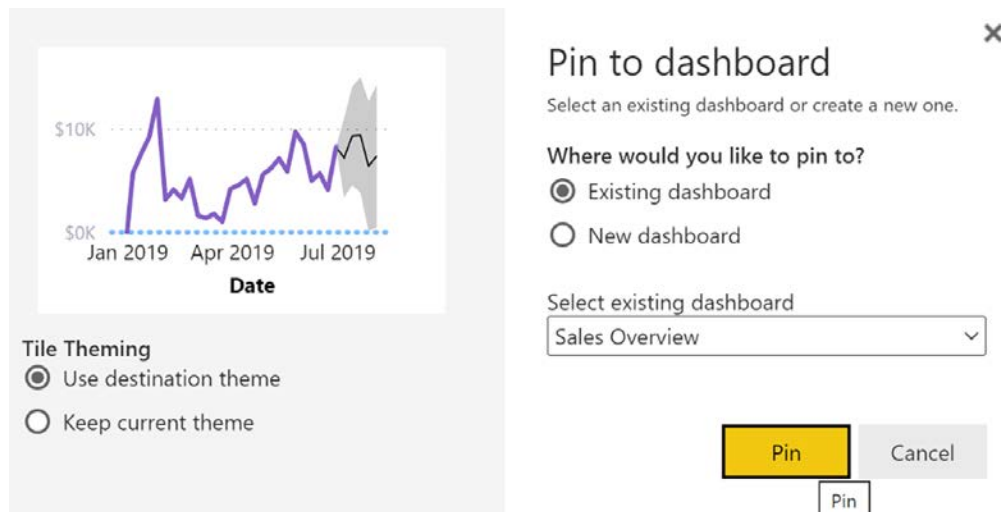 $10K
$0K
Jan 2019 Apr 2019 Jul 2019
Date
Tile Theming
Use destination theme
Keep current theme
Pin to dashboard
Select an existing dashboard or create a new one.
Where would you like to pin to?
Existing dashboard
New dashboard
Select existing dashboard
Sales Overview
Pin Cancel
Pin